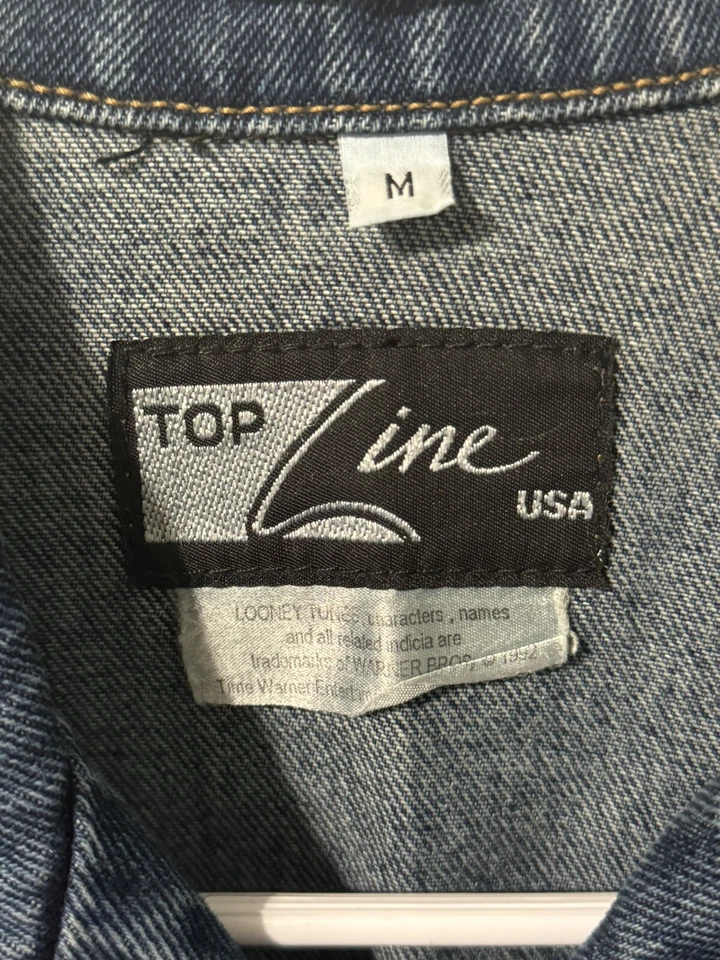 M
TOP Line
USA
LOONEY TUNES characters, names
and all related indicia are
trademarks of WARNER BROS. © 1992
Time Warner